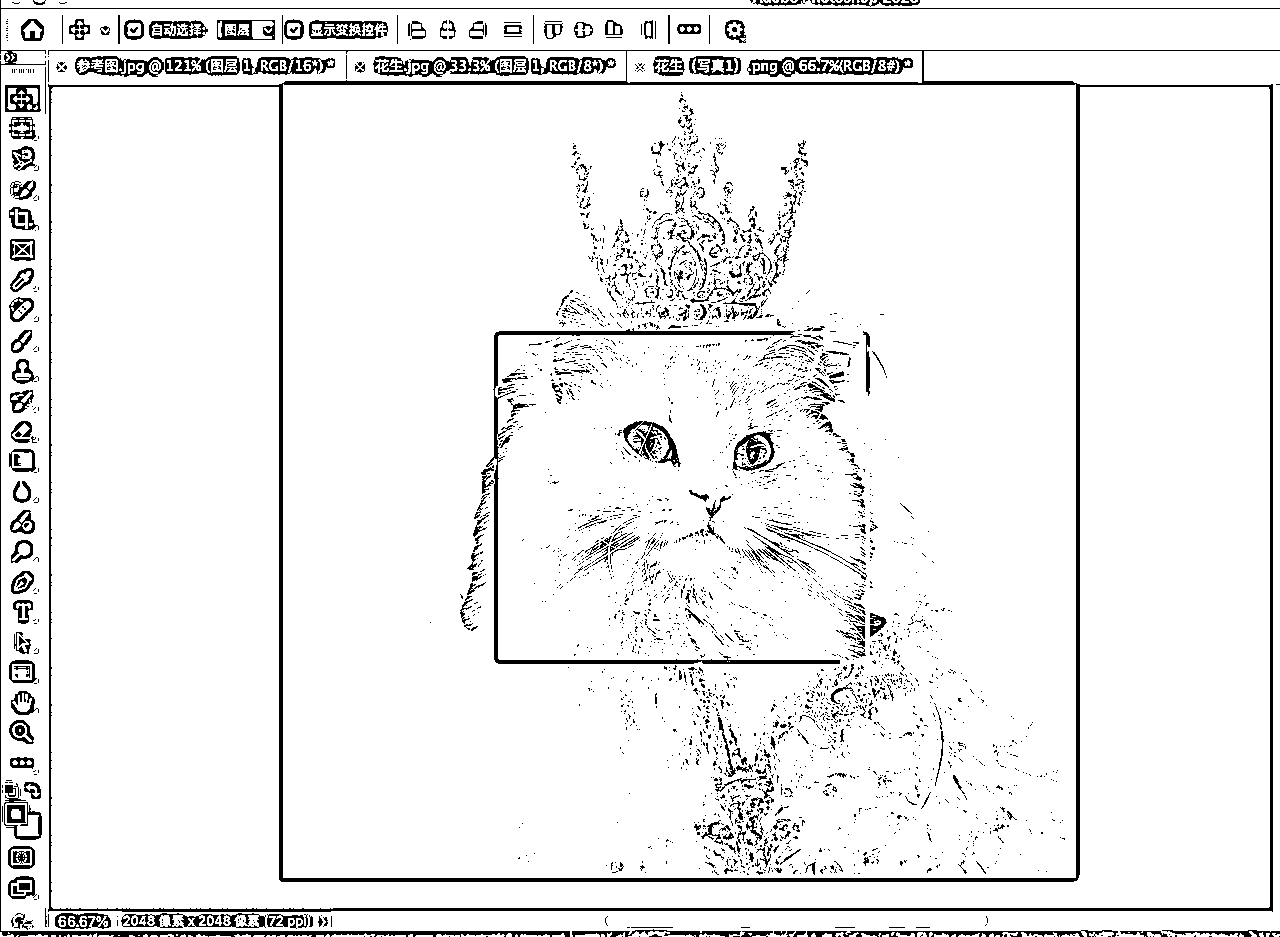 自动选择: 图层 显示变换控件
参考图.jpg @ 121% (图层 1, RGB/16*) *
花生.jpg @ 33.3% (图层 1, RGB/8*) *
花生 (写真1) .png @ 66.7%(RGB/8#) *
66.67% 2048 像素 x 2048 像素 (72 ppi)